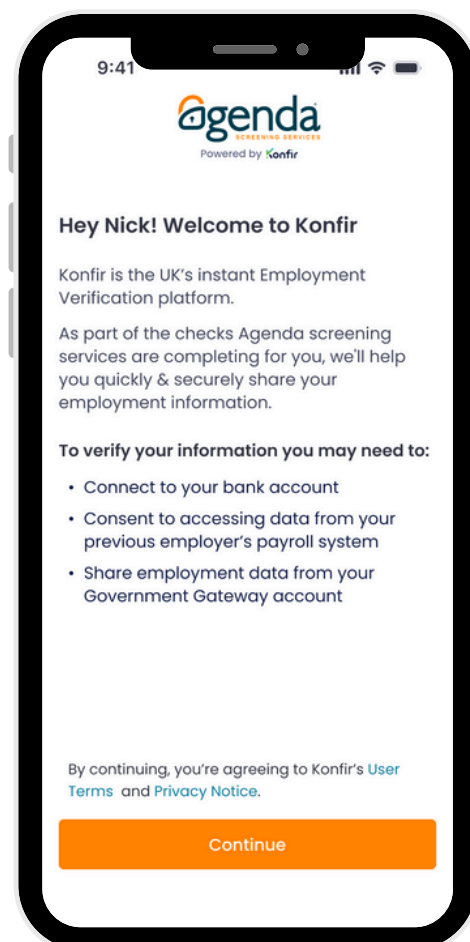 9:41
agenda
SCREENING SERVICES
Powered by Konfir
Hey Nick! Welcome to Konfir
Konfir is the UK's instant Employment
Verification platform.
As part of the checks Agenda screening
services are completing for you, we'll help
you quickly & securely share your
employment information.
To verify your information you may need to:
• Connect to your bank account
• Consent to accessing data from your
previous employer's payroll system
• Share employment data from your
Government Gateway account
By continuing, you're agreeing to Konfir's User
Terms and Privacy Notice.
Continue